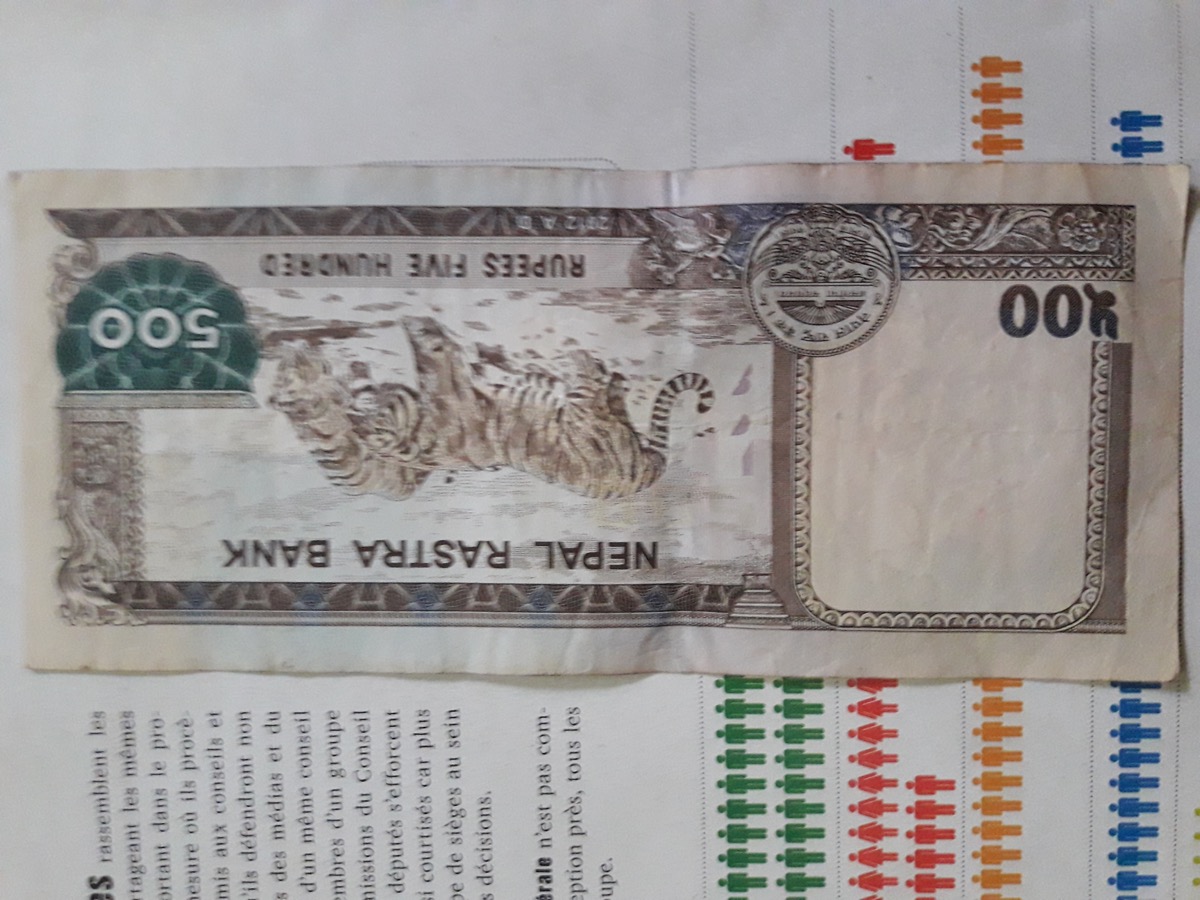 es rassemblent les
rtageant les mêmes
ortant dans le pro-
nesure où ils procè-
mis aux conseils et
u'ils défendront non
s des médias et du
d'un même conseil
embres d'un groupe
missions du Conseil
députés s'efforcent
si courtisés car plus
pe de sièges au sein
s décisions.
érale n'est pas com-
eption près, tous les
oupe.
NEPAL RASTRA BANK
500
RUPEES FIVE HUNDRED
2012 A.D.
५००